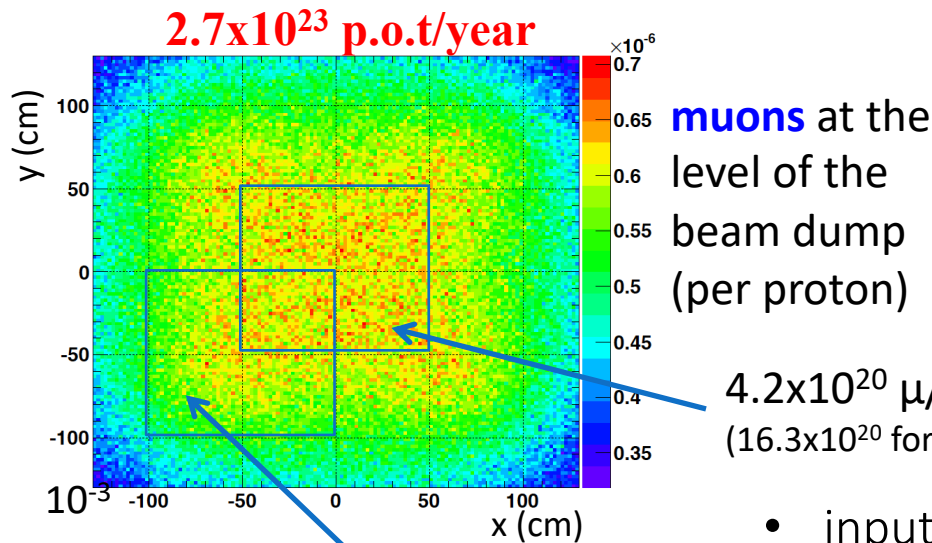 2.7x10²³ p.o.t/year
×10⁻⁶
y (cm)
100
50
0
-50
-100
0.7
0.65
0.6
0.55
0.5
0.45
0.4
0.35
muons at the
level of the
beam dump
(per proton)
4.2x10²⁰ μ/
(16.3x10²⁰ for
10⁻³
-100
-50
0
50
100
x (cm)
• input